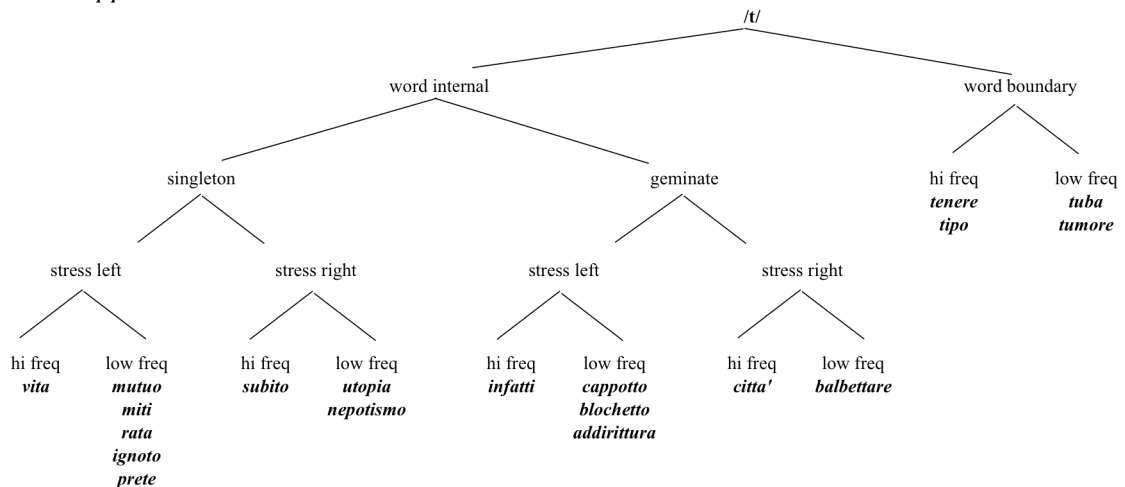 /t/
word internal word boundary
singleton geminate
hi freq low freq
tenere tuba
tipo tumore
stress left stress right stress left stress right
hi freq low freq hi freq low freq hi freq low freq hi freq low freq
vita mutuo subito utopia infatti cappotto citta' balbettare
miti nepotismo blochetto
rata addirittura
ignoto
prete